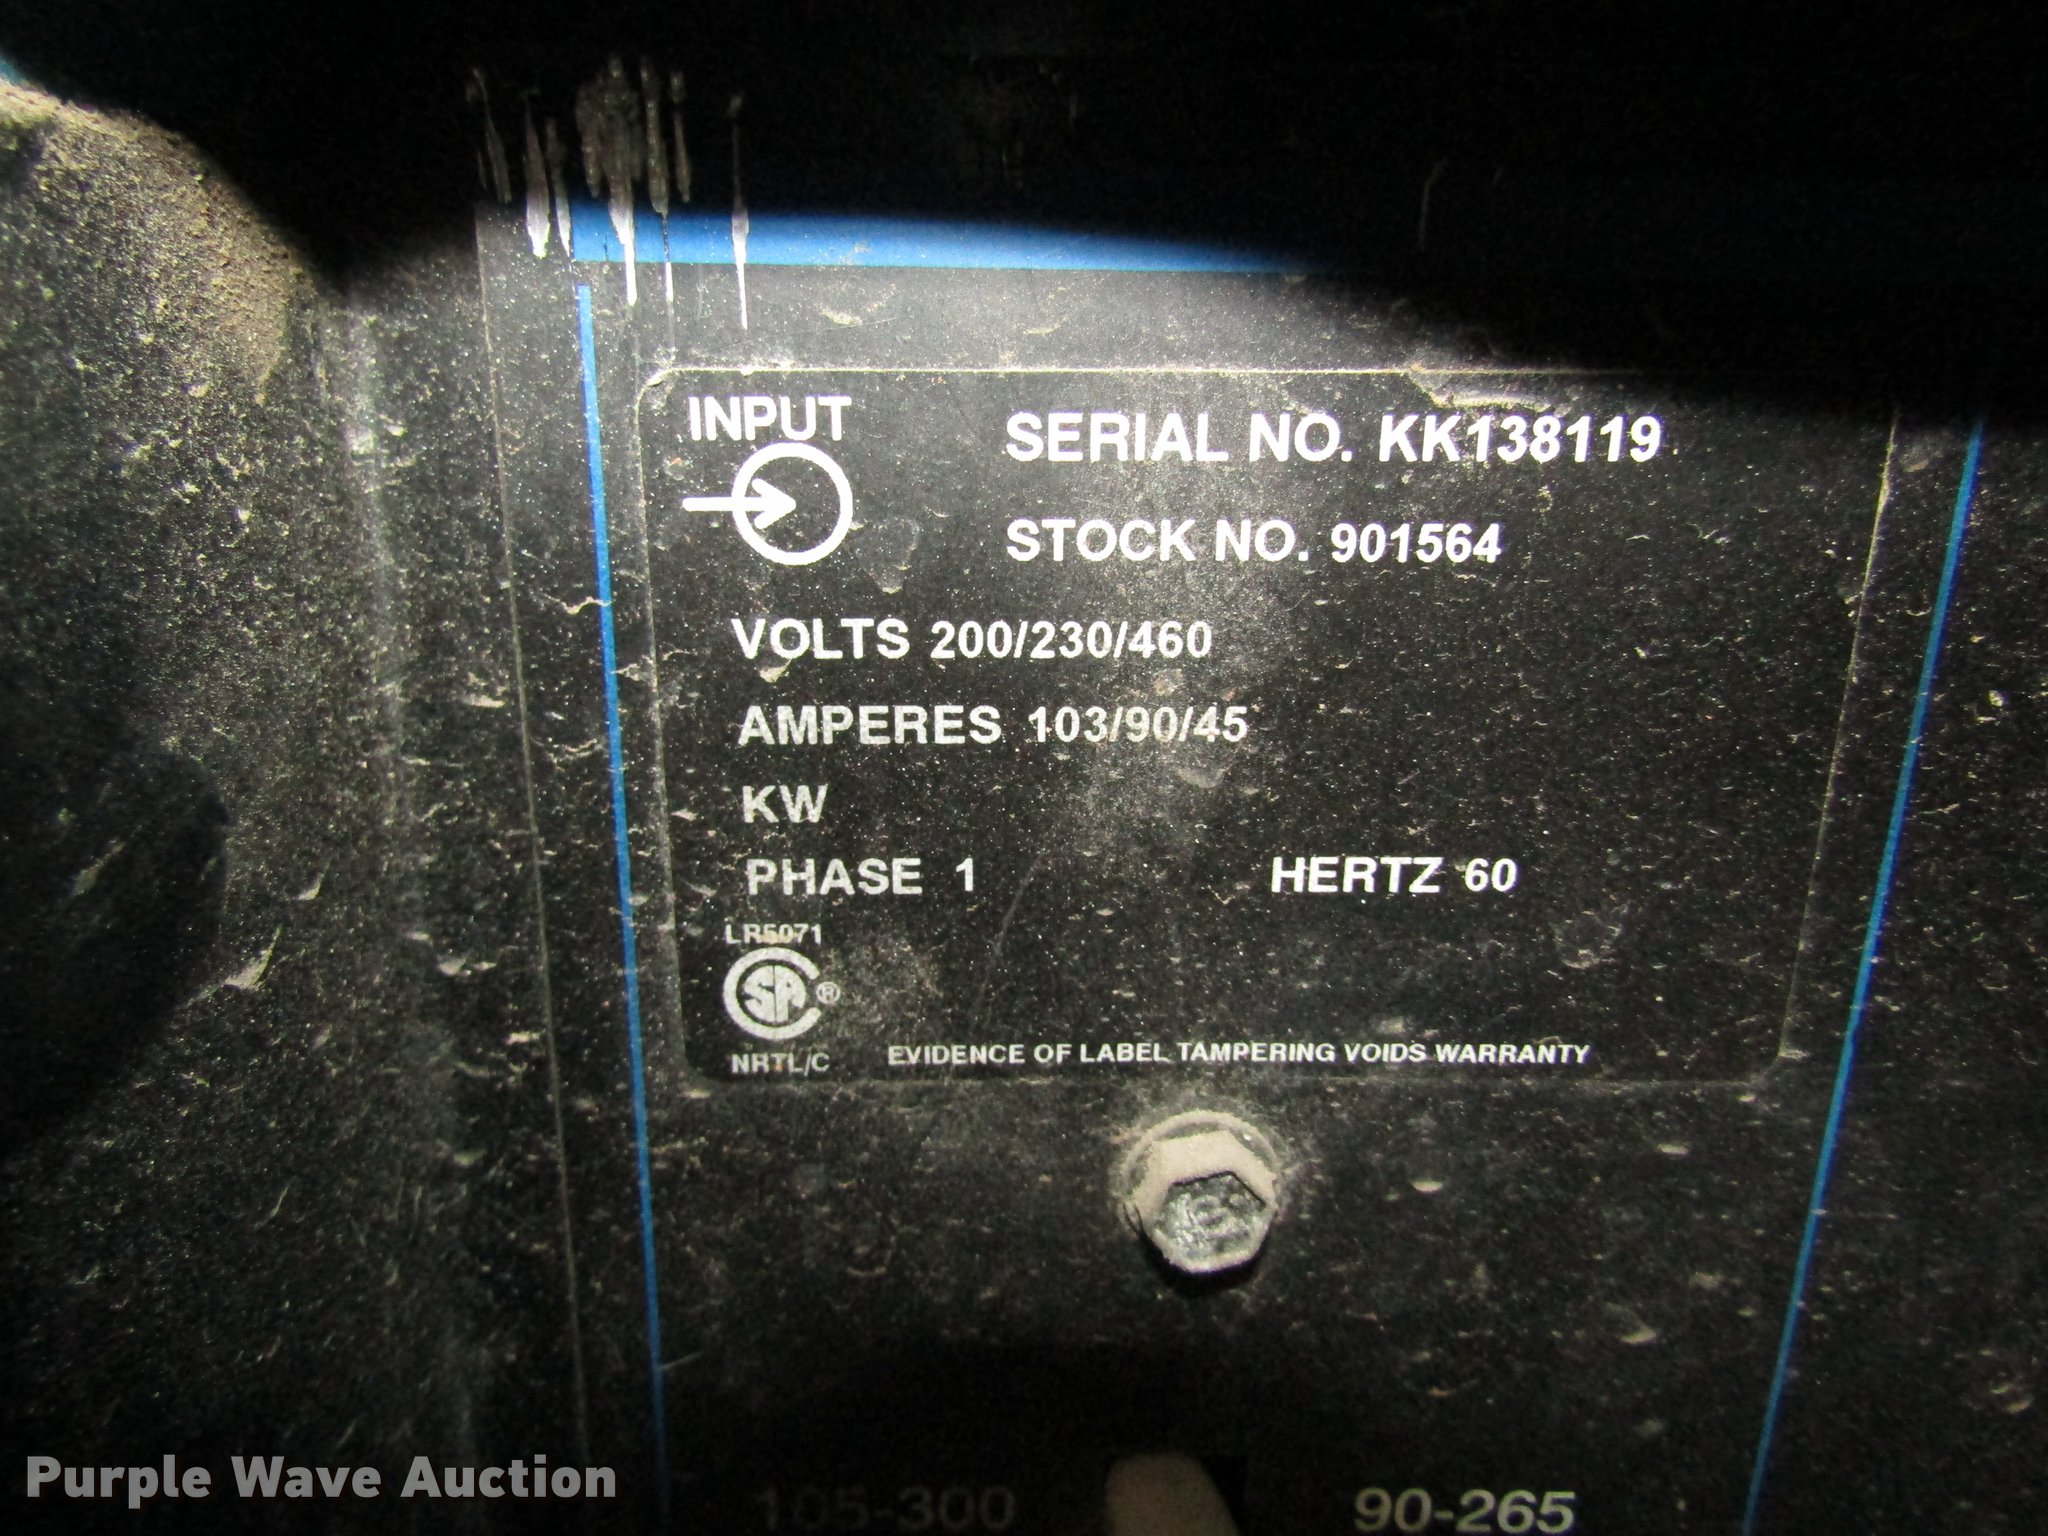 INPUT
SERIAL NO. KK138119
STOCK NO. 901564
VOLTS 200/230/460
AMPERES 103/90/45
KW
PHASE 1 HERTZ 60
LR5071
CSA ®
NRTL/C
EVIDENCE OF LABEL TAMPERING VOIDS WARRANTY
105-300 90-265
Purple Wave Auction